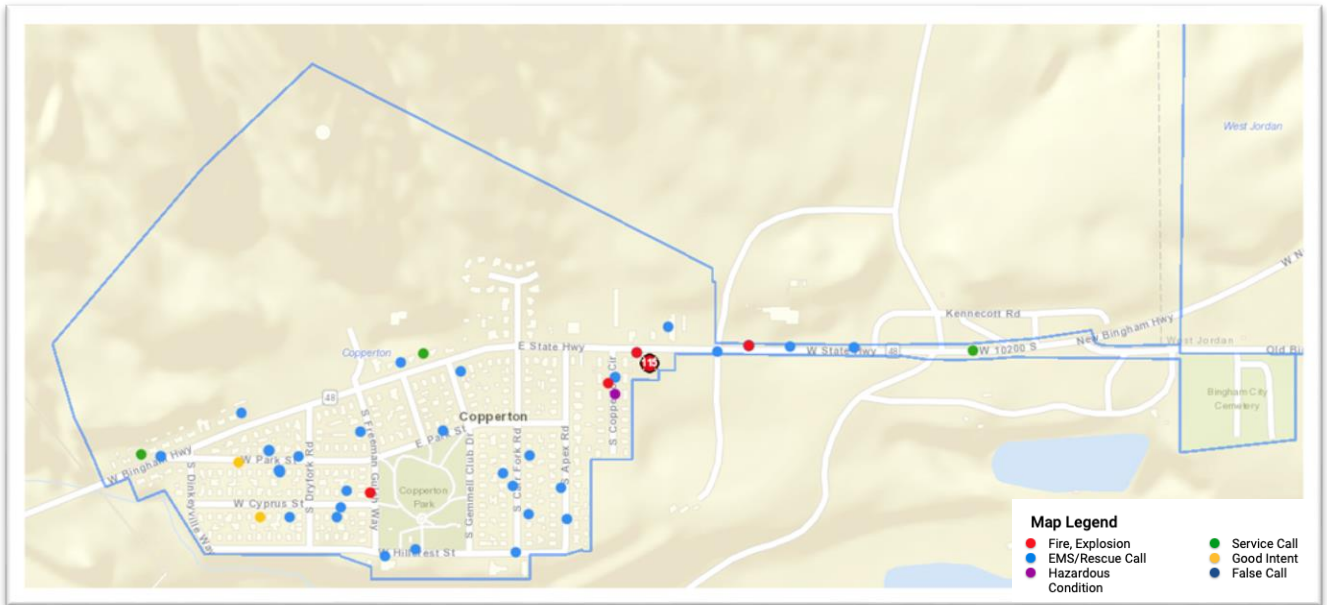 West Jordan
W N
Kennecott Rd
New Bingham Hwy
E State Hwy
W State Hwy
48
W 10200 S
West Jordan
Old Bi
Copperton
115
48
S Copper Cir
Bingham City
Cemetery
Copperton
S Freeman Gulch Way
E Park St
W Bingham Hwy
W Park St
S Dinkeyville Way
S Dryfork Rd
S Gemmell Club Dr
S Carr Fork Rd
S Apex Rd
Copperton
Park
W Cyprus St
W Hillcrest St
Map Legend
Fire, Explosion
EMS/Rescue Call
Hazardous
Condition
Service Call
Good Intent
False Call